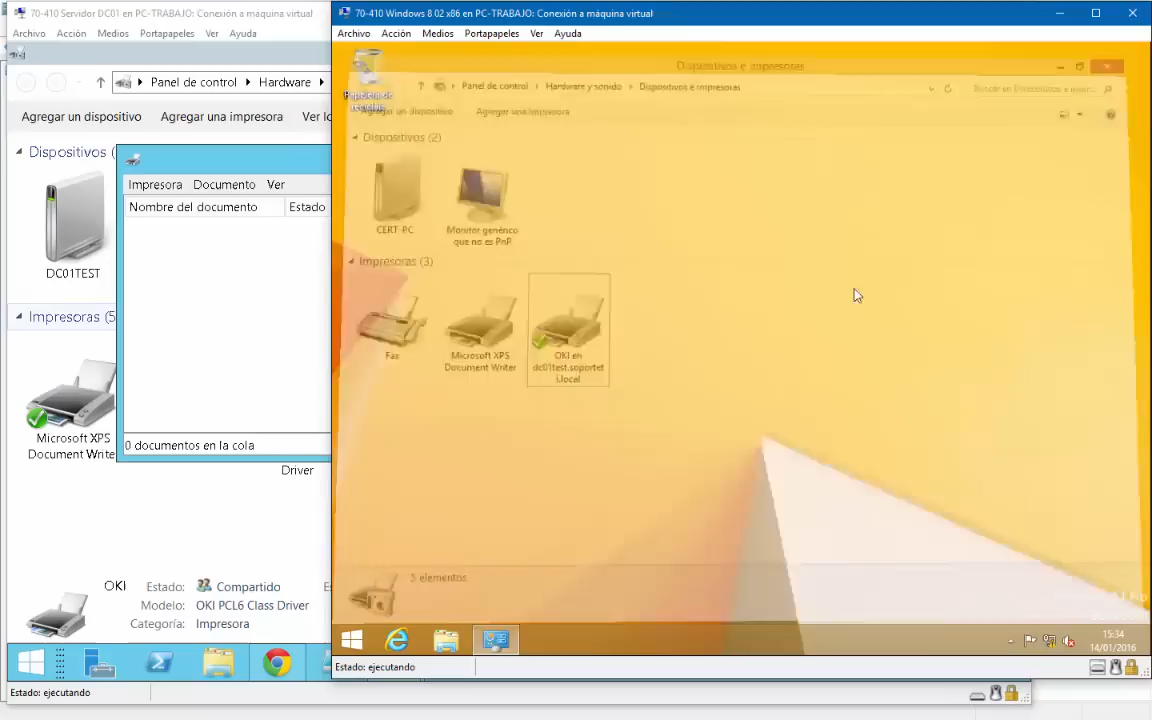 70-410 Servidor DC01 en PC-TRABAJO: Conexión a máquina virtual
Archivo Acción Medios Portapapeles Ver Ayuda
Panel de control Hardware
Agregar un dispositivo Agregar una impresora
Dispositivos (
DC01TEST
Impresoras (5
Microsoft XPS
Document Write
Impresora Documento Ver
Nombre del documento Estado
0 documentos en la cola
Driver
OKI Estado: Compartido
Modelo: OKI PCL6 Class Driver
Categoría: Impresora
Estado: ejecutando
70-410 Windows 8 02 x86 en PC-TRABAJO: Conexión a máquina virtual
Archivo Acción Medios Portapapeles Ver Ayuda
Papelera de
reciclaje
Dispositivos e impresoras
Panel de control Hardware y sonido Dispositivos e impresoras
Agregar un dispositivo Agregar una impresora
Dispositivos (2)
CERT-PC
Monitor genérico
que no es PnP
Impresoras (3)
Fax
Microsoft XPS
Document Writer
OKI en
dc01test.soportet
i.local
5 elementos
15:34
14/01/2016
Estado: ejecutando